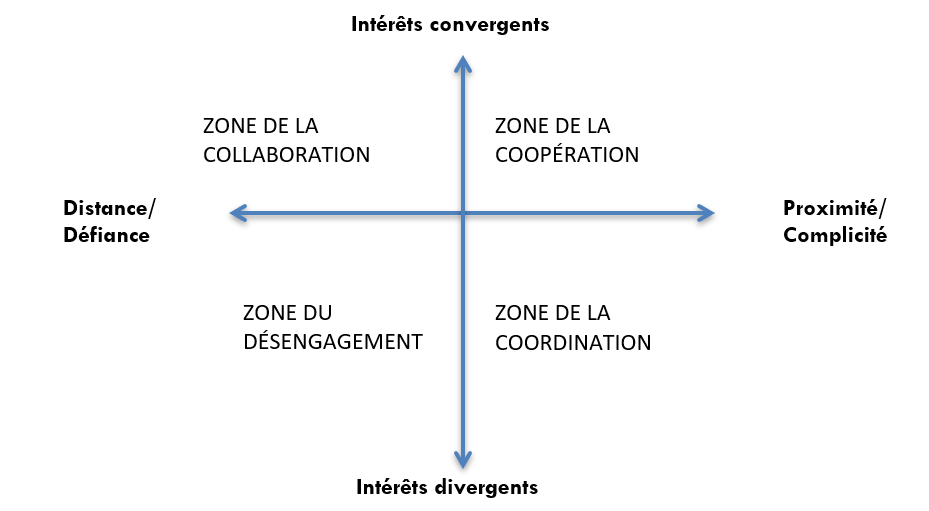 Intérêts convergents
ZONE DE LA
COLLABORATION
ZONE DE LA
COOPÉRATION
Distance/
Défiance
Proximité/
Complicité
ZONE DU
DÉSENGAGEMENT
ZONE DE LA
COORDINATION
Intérêts divergents